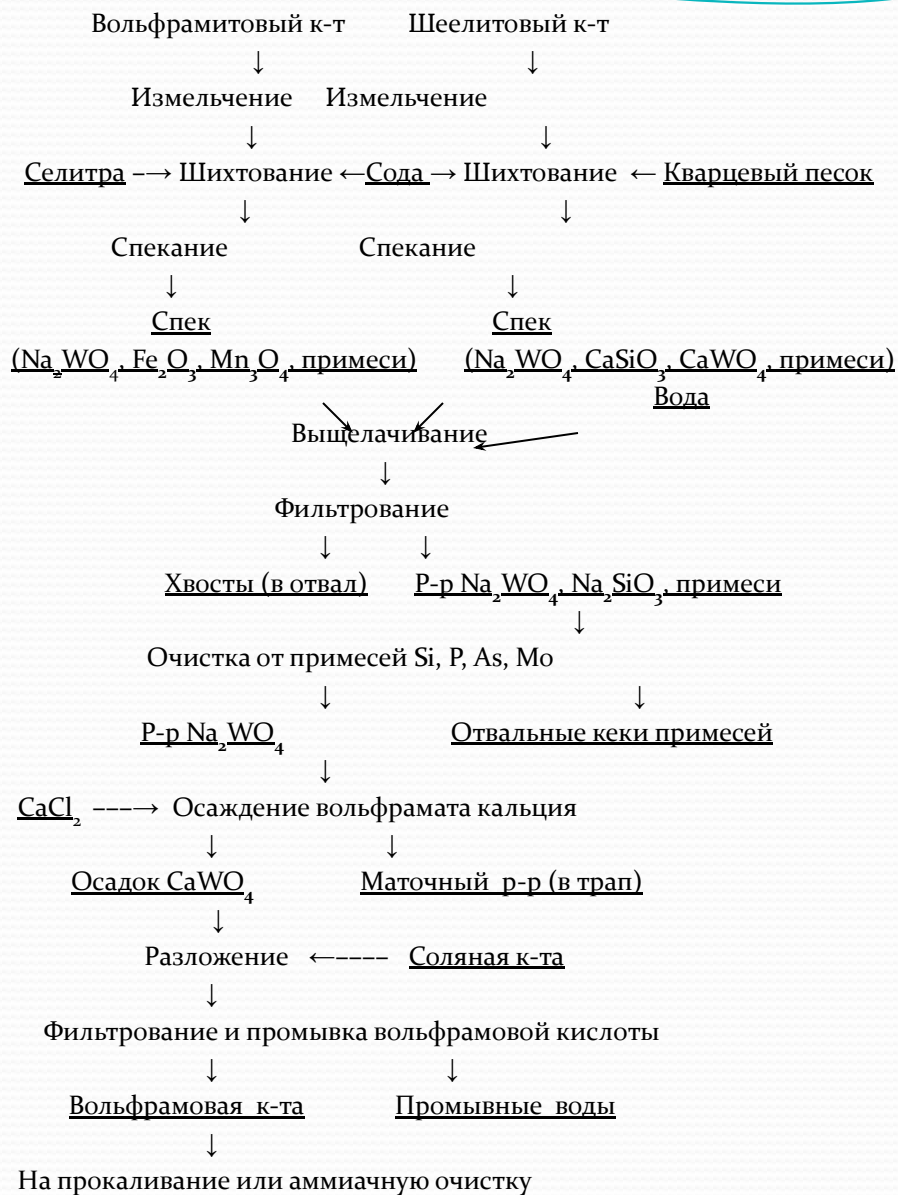 Вольфрамитовый к-т Шеелитовый к-т
↓ ↓
Измельчение Измельчение
↓ ↓
Селитра –→ Шихтование ←Сода → Шихтование ← Кварцевый песок
↓ ↓
Спекание Спекание
↓ ↓
Спек Спек
(Na₂WO₄, Fe₂O₃, Mn₃O₄, примеси) (Na₂WO₄, CaSiO₃, CaWO₄, примеси)
Вода
Выщелачивание
↓
Фильтрование
↓ ↓
Хвосты (в отвал) Р-р Na₂WO₄, Na₂SiO₃, примеси
↓
Очистка от примесей Si, P, As, Mo
↓ ↓
Р-р Na₂WO₄ Отвальные кеки примесей
↓
CaCl₂ –––→ Осаждение вольфрамата кальция
↓ ↓
Осадок CaWO₄ Маточный р-р (в трап)
↓
Разложение ←–––– Соляная к-та
↓
Фильтрование и промывка вольфрамовой кислоты
↓ ↓
Вольфрамовая к-та Промывные воды
↓
На прокаливание или аммиачную очистку